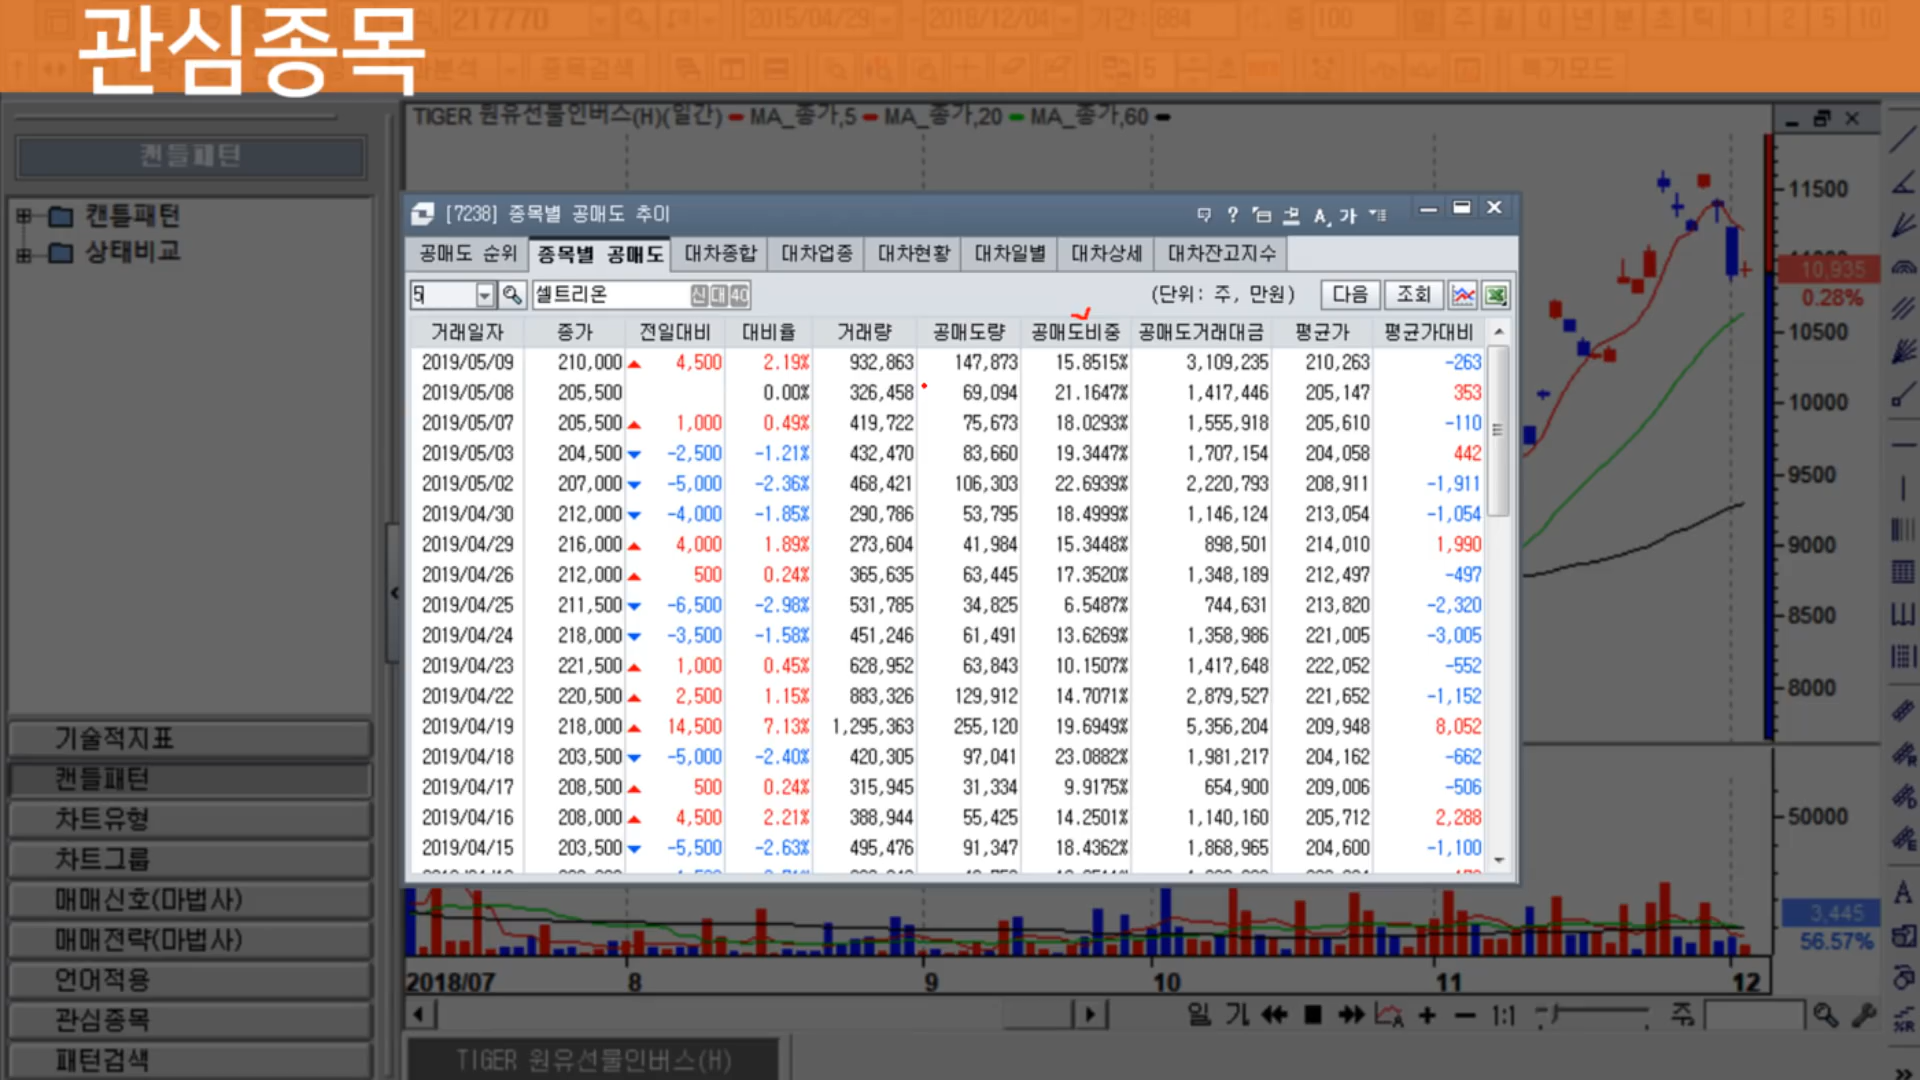 관심종목
217770
2015/04/29 - 2018/12/04 기간: 884 100
종목검색
캔들패턴
캔들패턴
상태비교
TIGER 원유선물인버스(H)(일간) MA_종가,5 MA_종가,20 MA_종가,60
[7238] 종목별 공매도 추이
공매도 순위 종목별 공매도 대차종합 대차업종 대차현황 대차일별 대차상세 대차잔고지수
5 셀트리온 신 대 40 (단위: 주, 만원) 다음 조회
거래일자 종가 전일대비 대비율 거래량 공매도량 공매도비중 공매도거래대금 평균가 평균가대비
2019/05/09 210,000 ▲ 4,500 2.19% 932,863 147,873 15.8515% 3,109,235 210,263 -263
2019/05/08 205,500 0.00% 326,458 69,094 21.1647% 1,417,446 205,147 353
2019/05/07 205,500 ▲ 1,000 0.49% 419,722 75,673 18.0293% 1,555,918 205,610 -110
2019/05/03 204,500 ▼ -2,500 -1.21% 432,470 83,660 19.3447% 1,707,154 204,058 442
2019/05/02 207,000 ▼ -5,000 -2.36% 468,421 106,303 22.6939% 2,220,793 208,911 -1,911
2019/04/30 212,000 ▼ -4,000 -1.85% 290,786 53,795 18.4999% 1,146,124 213,054 -1,054
2019/04/29 216,000 ▲ 4,000 1.89% 273,604 41,984 15.3448% 898,501 214,010 1,990
2019/04/26 212,000 ▲ 500 0.24% 365,635 63,445 17.3520% 1,348,189 212,497 -497
2019/04/25 211,500 ▼ -6,500 -2.98% 531,785 34,825 6.5487% 744,631 213,820 -2,320
2019/04/24 218,000 ▼ -3,500 -1.58% 451,246 61,491 13.6269% 1,358,986 221,005 -3,005
2019/04/23 221,500 ▲ 1,000 0.45% 628,952 63,843 10.1507% 1,417,648 222,052 -552
2019/04/22 220,500 ▲ 2,500 1.15% 883,326 129,912 14.7071% 2,879,527 221,652 -1,152
2019/04/19 218,000 ▲ 14,500 7.13% 1,295,363 255,120 19.6949% 5,356,204 209,948 8,052
2019/04/18 203,500 ▼ -5,000 -2.40% 420,305 97,041 23.0882% 1,981,217 204,162 -662
2019/04/17 208,500 ▲ 500 0.24% 315,945 31,334 9.9175% 654,900 209,006 -506
2019/04/16 208,000 ▲ 4,500 2.21% 388,944 55,425 14.2501% 1,140,160 205,712 2,288
2019/04/15 203,500 ▼ -5,500 -2.63% 495,476 91,347 18.4362% 1,868,965 204,600 -1,100
11500
10,935
0.28%
10500
10000
9500
9000
8500
8000
50000
3,445
56.57%
기술적지표
캔들패턴
차트유형
차트그룹
매매신호(마법사)
매매전략(마법사)
언어적용
관심종목
패턴검색
2018/07 8 9 10 11 12
일 가 1:1 주
TIGER 원유선물인버스(H)